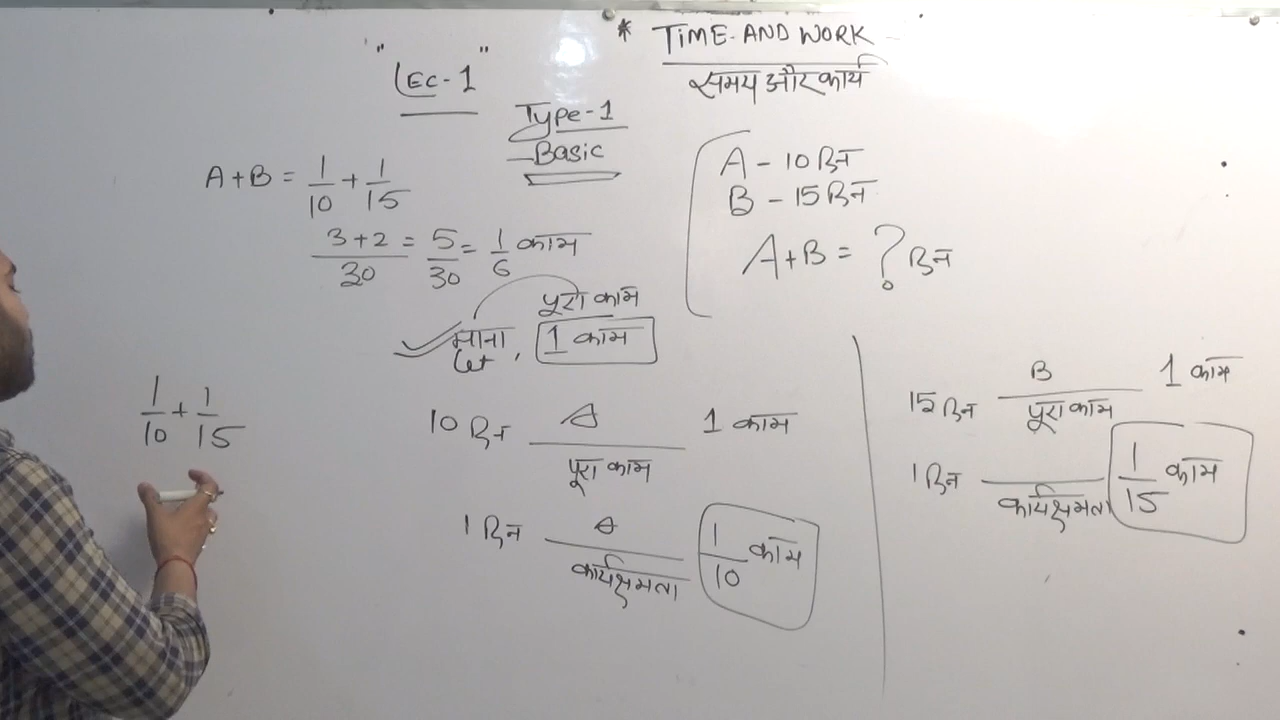 * TIME AND WORK
समय और कार्य
"LEC-1"
Type-1
Basic
A - 10 दिन
B - 15 दिन
A+B = ? दिन
A+B = 1/10 + 1/15
3+2/30 = 5/30 = 1/6 काम
पूरा काम
माना, 1 काम
let
1/10 + 1/15
10 दिन A/पूरा काम 1 काम
1 दिन A/कार्यक्षमता 1/10 काम
15 दिन B/पूरा काम 1 काम
1 दिन कार्यक्षमता 1/15 काम